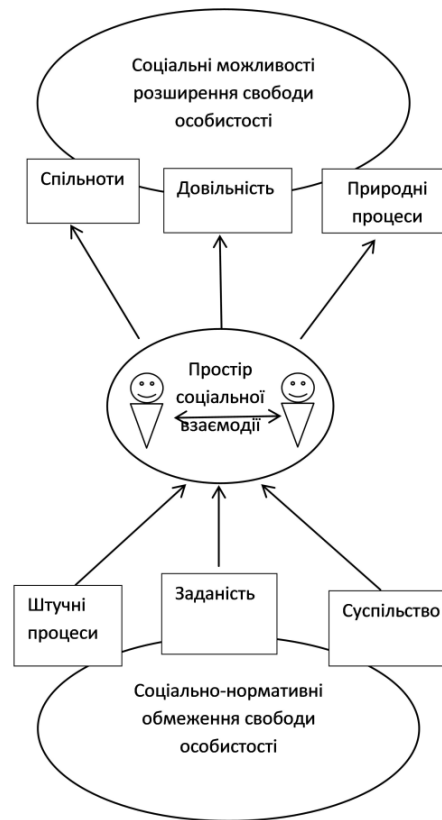 Соціальні можливості
розширення свободи
особистості
Спільноти
Довільність
Природні
процеси
Простір
соціальної
взаємодії
Штучні
процеси
Заданість
Суспільство
Соціально-нормативні
обмеження свободи
особистості